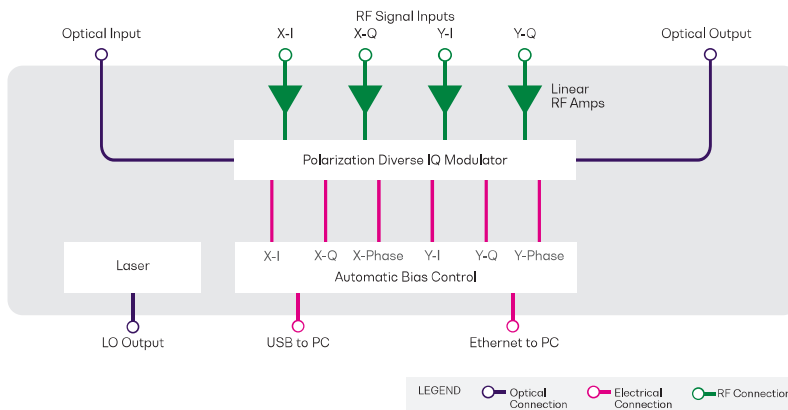 RF Signal Inputs
Optical Input
X-I
X-Q
Y-I
Y-Q
Optical Output
Linear
RF Amps
Polarization Diverse IQ Modulator
X-I
X-Q
X-Phase
Y-I
Y-Q
Y-Phase
Laser
Automatic Bias Control
LO Output
USB to PC
Ethernet to PC
LEGEND
Optical
Connection
Electrical
Connection
RF Connection